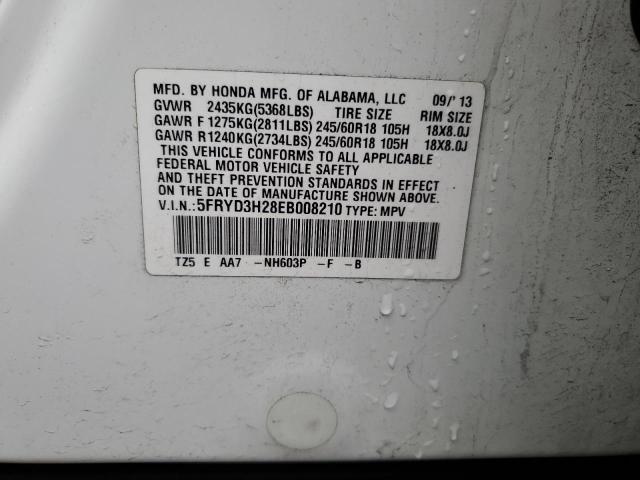 MFD. BY HONDA MFG. OF ALABAMA, LLC 09/' 13
GVWR 2435KG(5368LBS) TIRE SIZE RIM SIZE
GAWR F 1275KG(2811LBS) 245/60R18 105H 18X8.0J
GAWR R1240KG(2734LBS) 245/60R18 105H 18X8.0J
THIS VEHICLE CONFORMS TO ALL APPLICABLE
FEDERAL MOTOR VEHICLE SAFETY
AND THEFT PREVENTION STANDARDS IN EFFECT
ON THE DATE OF MANUFACTURE SHOWN ABOVE.
V.I.N.: 5FRYD3H28EB008210 TYPE: MPV
TZ5 E AA7 -NH603P -F -B